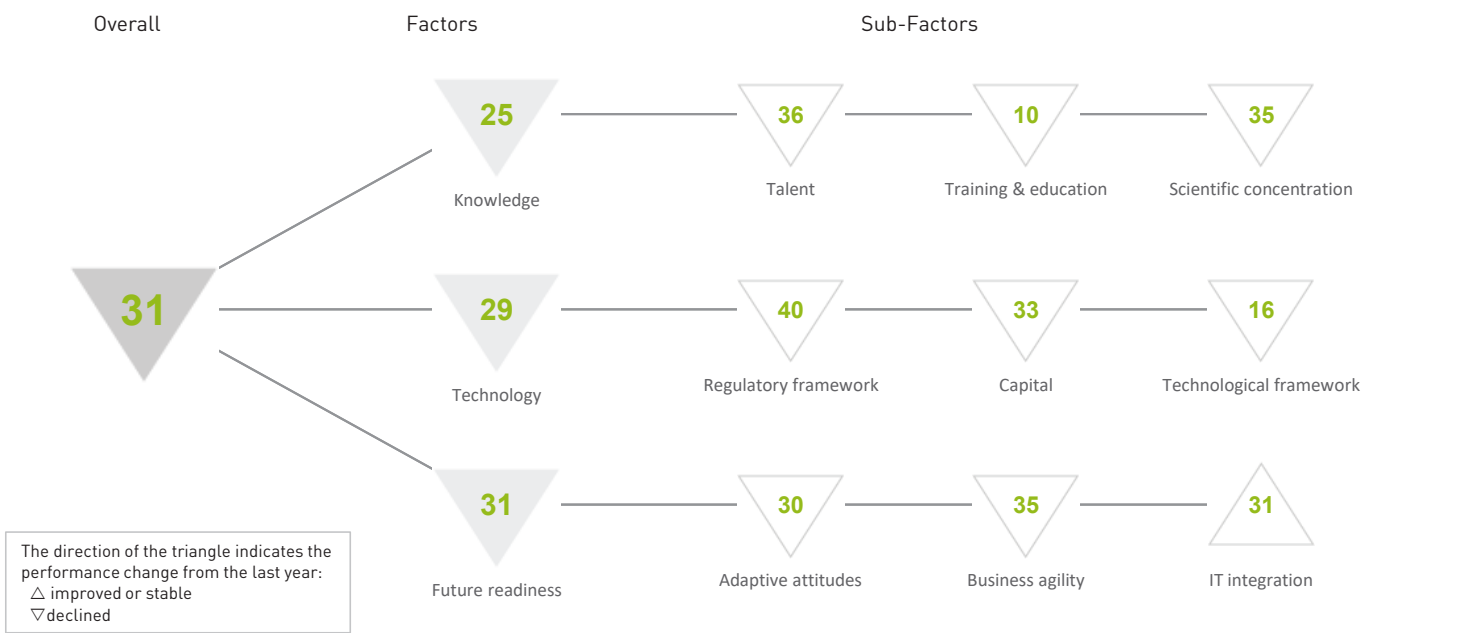 Overall Factors Sub-Factors
25 36 10 35
Knowledge Talent Training & education Scientific concentration
31 29 40 33 16
Technology Regulatory framework Capital Technological framework
31 30 35 31
Future readiness Adaptive attitudes Business agility IT integration
The direction of the triangle indicates the
performance change from the last year:
△ improved or stable
▽ declined